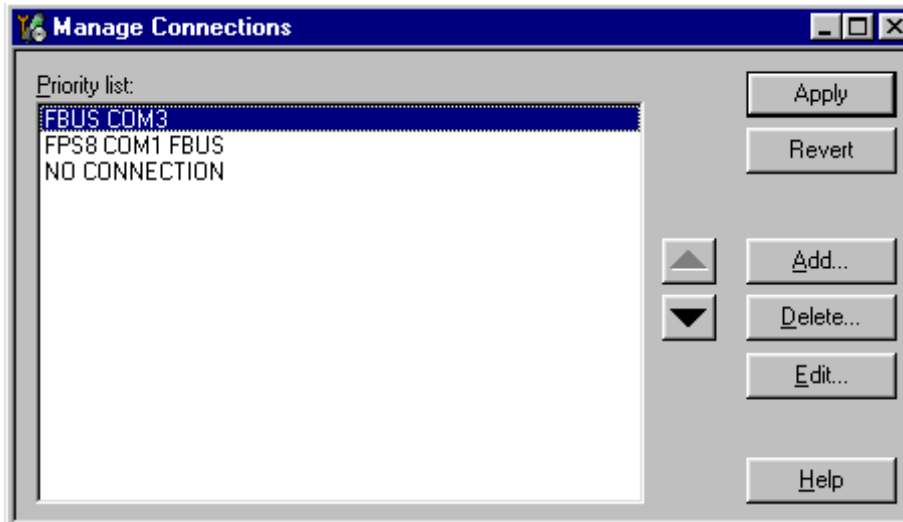 Manage Connections
Priority list:
FBUS COM3
FPS8 COM1 FBUS
NO CONNECTION
Apply
Revert
Add...
Delete...
Edit...
Help